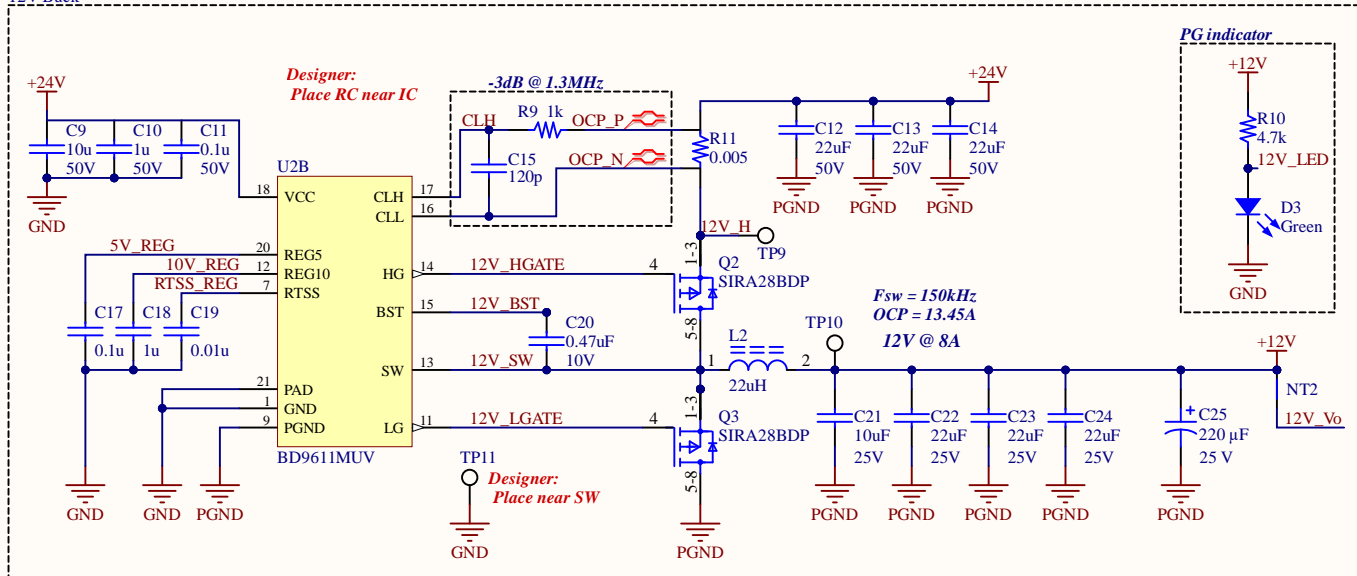 12V Buck
PG indicator
+12V
R10
4.7k
12V_LED
D3
Green
GND
+24V
C9
10u
50V
C10
1u
50V
C11
0.1u
50V
GND
Designer:
Place RC near IC
-3dB @ 1.3MHz
CLH
R9 1k
OCP_P
C15
120p
OCP_N
+24V
R11
0.005
C12
22uF
50V
PGND
C13
22uF
50V
PGND
C14
22uF
50V
PGND
U2B
18 VCC
CLH 17
CLL 16
5V_REG
20 REG5
10V_REG
12 REG10
RTSS_REG
7 RTSS
HG 14
12V_HGATE
BST 15
12V_BST
SW 13
12V_SW
21 PAD
1 GND
9 PGND
LG 11
12V_LGATE
BD9611MUV
C17
0.1u
C18
1u
C19
0.01u
GND
GND
PGND
12V_H
TP9
1-3
4
Q2
SIRA28BDP
5-8
C20
0.47uF
10V
Fsw = 150kHz
OCP = 13.45A
12V @ 8A
L2
1
2
22uH
TP10
1-3
4
Q3
SIRA28BDP
5-8
PGND
TP11
Designer:
Place near SW
GND
C21
10uF
25V
PGND
C22
22uF
25V
PGND
C23
22uF
25V
PGND
C24
22uF
25V
PGND
C25
+
220 µF
25 V
PGND
+12V
NT2
12V_Vo